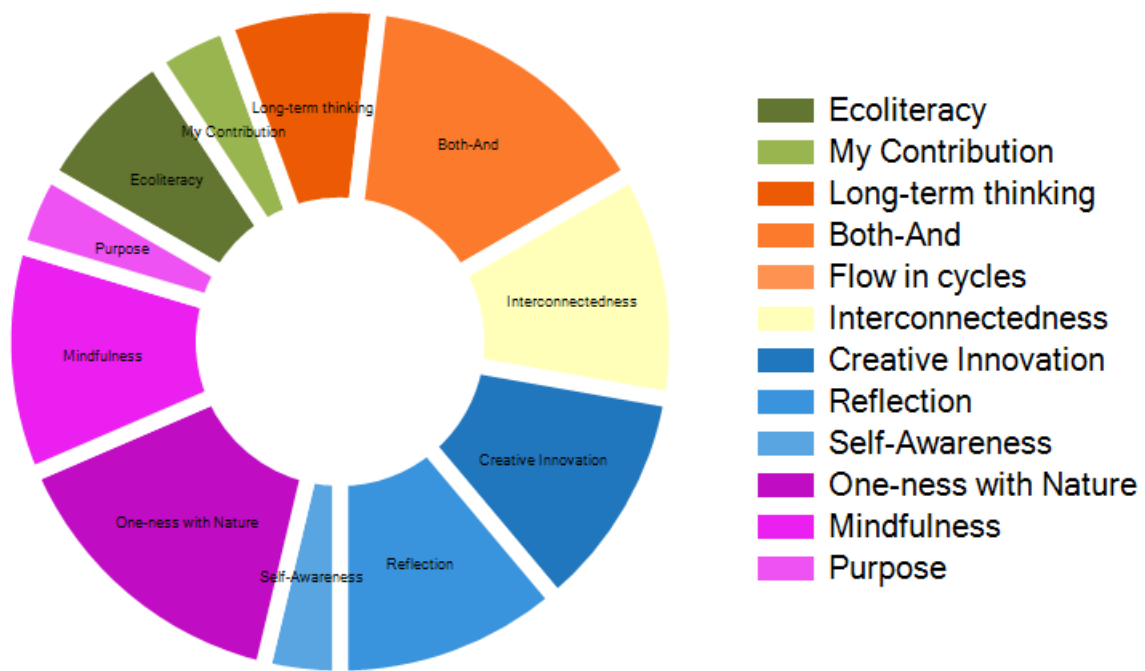 Long-term thinking
My Contribution
Both-And
Ecoliteracy
Purpose
Interconnectedness
Mindfulness
Creative Innovation
One-ness with Nature
Reflection
Self-Awareness
Ecoliteracy
My Contribution
Long-term thinking
Both-And
Flow in cycles
Interconnectedness
Creative Innovation
Reflection
Self-Awareness
One-ness with Nature
Mindfulness
Purpose